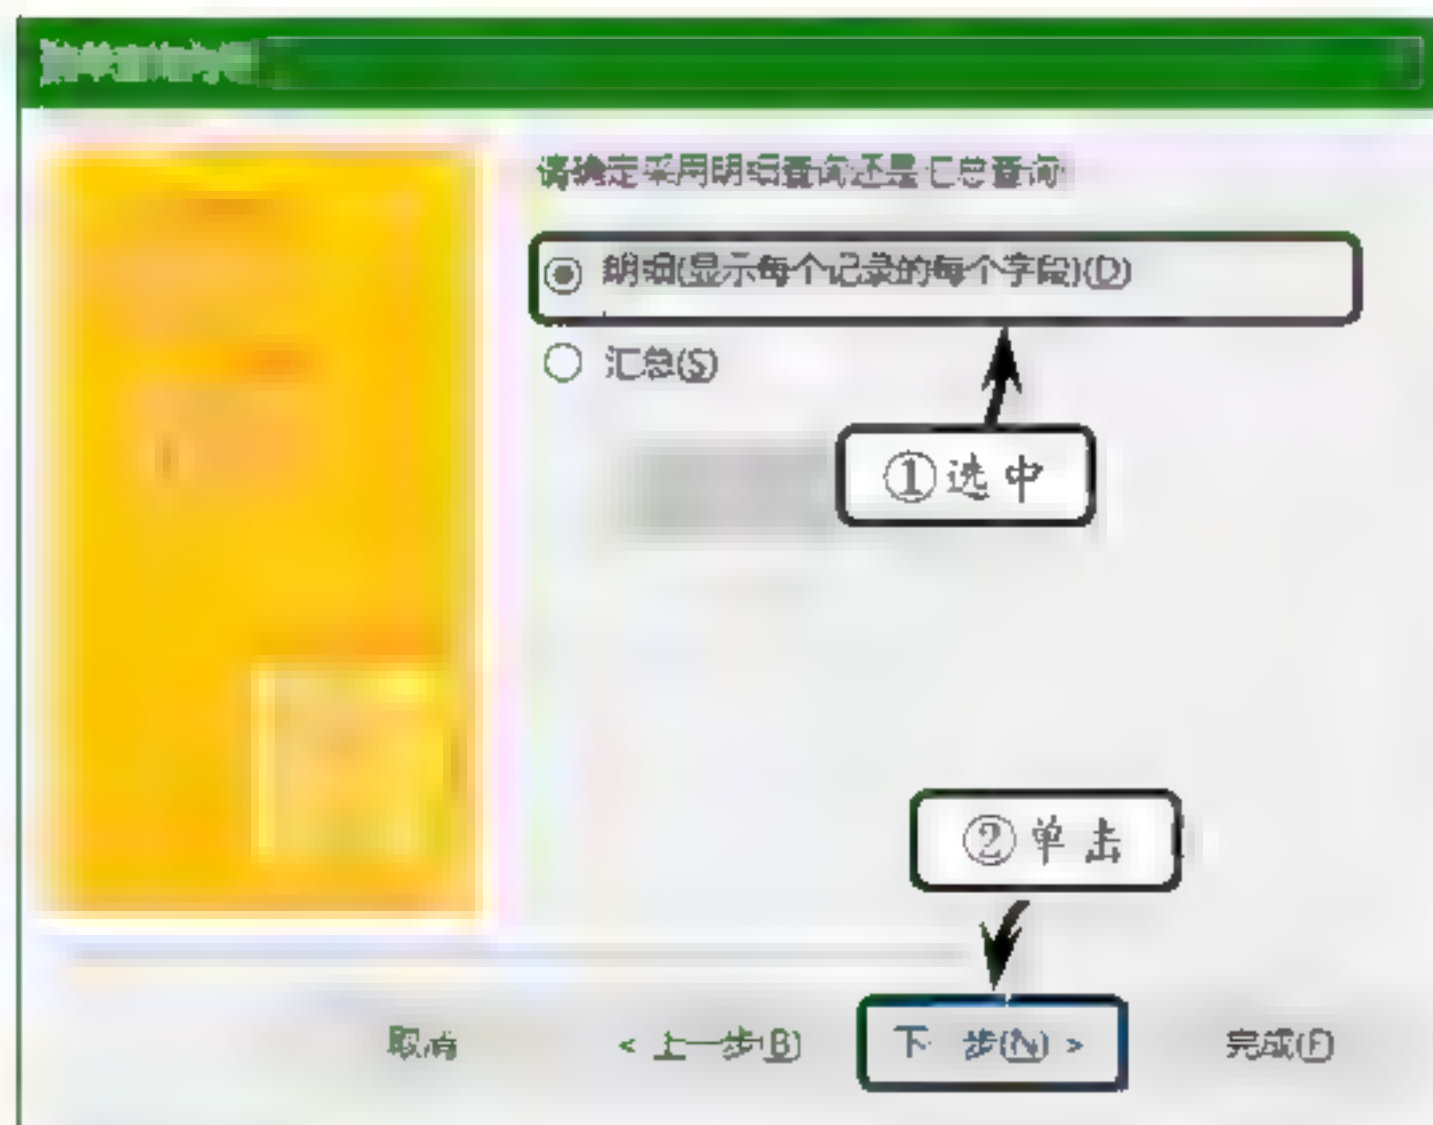 请确定采用明细查询还是汇总查询
明细(显示每个记录的每个字段)(D)
汇总(S)
①选中
②单击
取消 < 上一步(B) 下一步(N) > 完成(F)